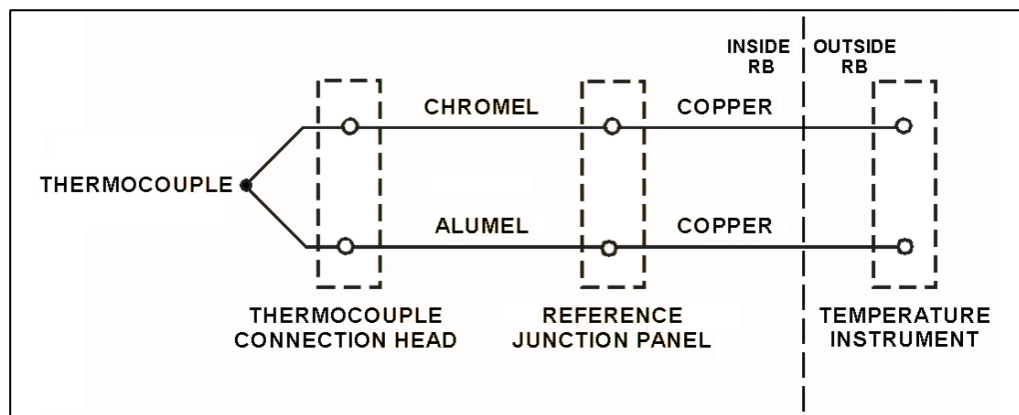 INSIDE
RB
OUTSIDE
RB
CHROMEL
COPPER
THERMOCOUPLE
ALUMEL
COPPER
THERMOCOUPLE
CONNECTION HEAD
REFERENCE
JUNCTION PANEL
TEMPERATURE
INSTRUMENT